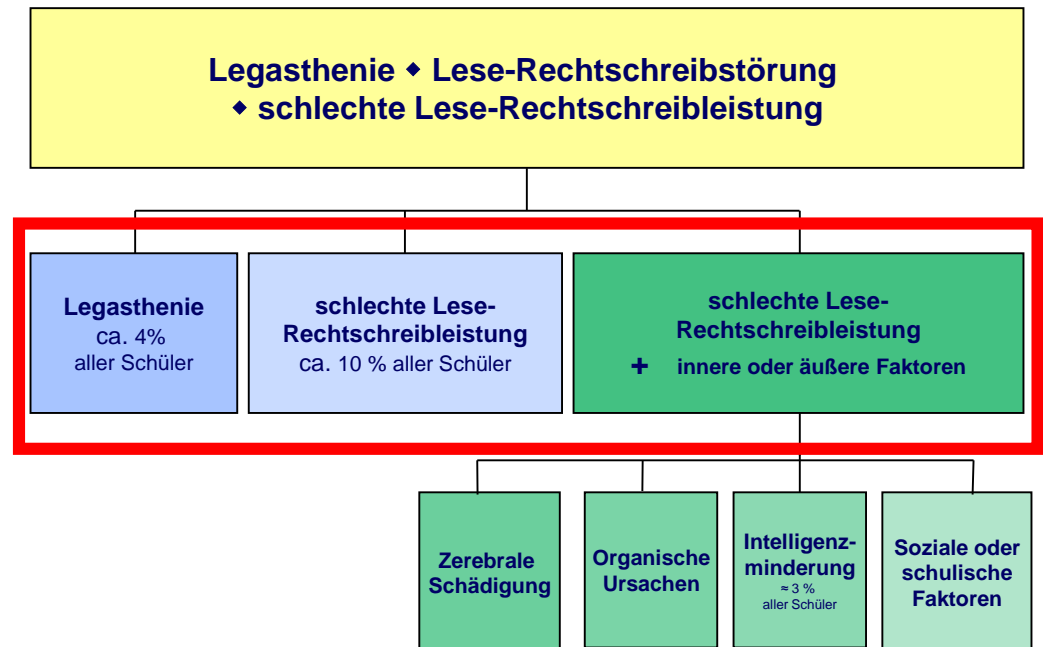 Legasthenie ◆ Lese-Rechtschreibstörung
◆ schlechte Lese-Rechtschreibleistung
Legasthenie
ca. 4%
aller Schüler
schlechte Lese-
Rechtschreibleistung
ca. 10 % aller Schüler
schlechte Lese-
Rechtschreibleistung
+ innere oder äußere Faktoren
Zerebrale
Schädigung
Organische
Ursachen
Intelligenz-
minderung
≈ 3 %
aller Schüler
Soziale oder
schulische
Faktoren